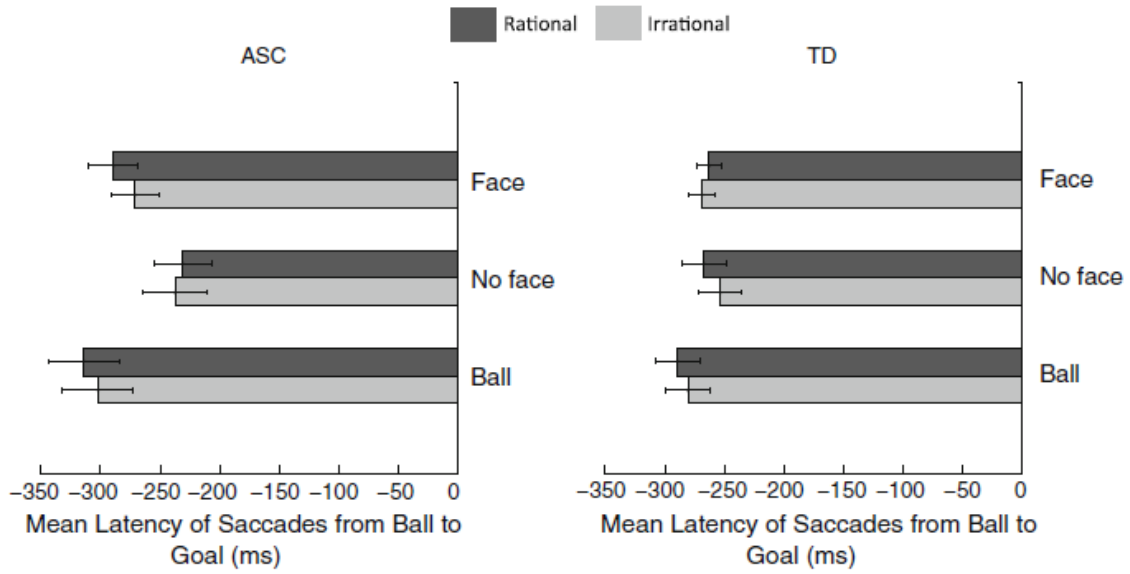 Rational Irrational
ASC
TD
Face
No face
Ball
−350 −300 −250 −200 −150 −100 −50 0
Mean Latency of Saccades from Ball to
Goal (ms)
Face
No face
Ball
−350 −300 −250 −200 −150 −100 −50 0
Mean Latency of Saccades from Ball to
Goal (ms)